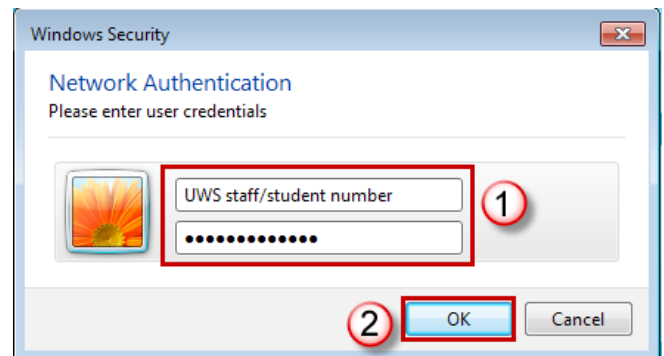 Windows Security
Network Authentication
Please enter user credentials
UWS staff/student number
●●●●●●●●●●●●●
1
2
OK
Cancel